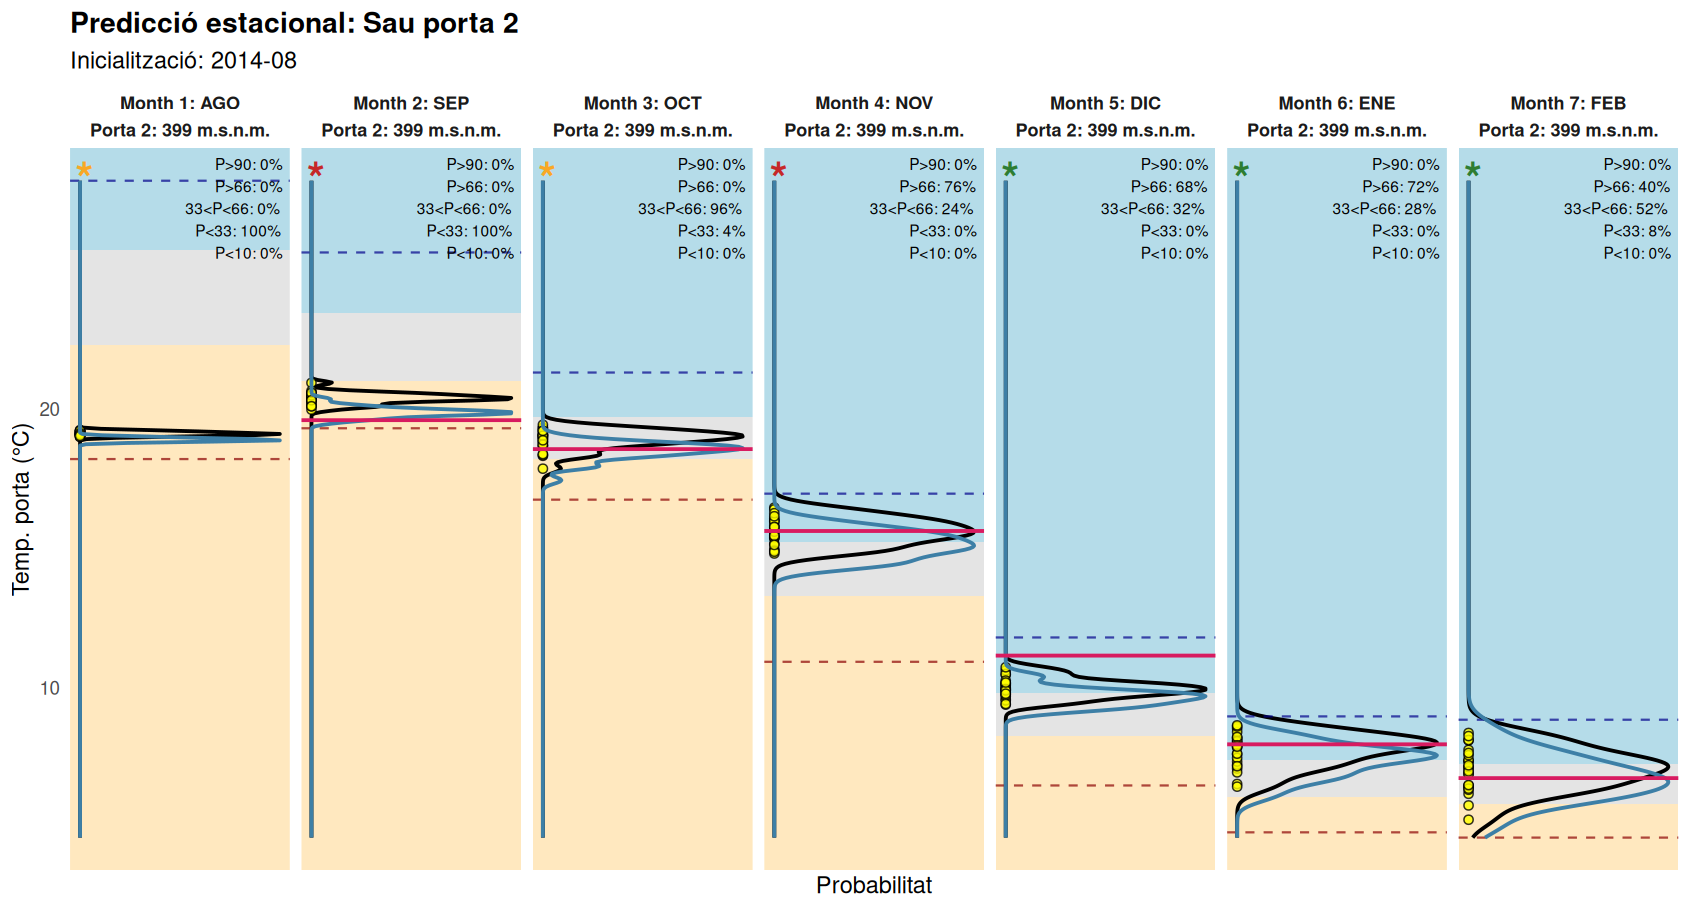 Predicció estacional: Sau porta 2
Inicialització: 2014-08
Month 1: AGO
Porta 2: 399 m.s.n.m.
Month 2: SEP
Porta 2: 399 m.s.n.m.
Month 3: OCT
Porta 2: 399 m.s.n.m.
Month 4: NOV
Porta 2: 399 m.s.n.m.
Month 5: DIC
Porta 2: 399 m.s.n.m.
Month 6: ENE
Porta 2: 399 m.s.n.m.
Month 7: FEB
Porta 2: 399 m.s.n.m.
*
P>90: 0%
P>66: 0%
33<P<66: 0%
P<33: 100%
P<10: 0%
*
P>90: 0%
P>66: 0%
33<P<66: 0%
P<33: 100%
P<10: 0%
*
P>90: 0%
P>66: 0%
33<P<66: 96%
P<33: 4%
P<10: 0%
*
P>90: 0%
P>66: 76%
33<P<66: 24%
P<33: 0%
P<10: 0%
*
P>90: 0%
P>66: 68%
33<P<66: 32%
P<33: 0%
P<10: 0%
*
P>90: 0%
P>66: 72%
33<P<66: 28%
P<33: 0%
P<10: 0%
*
P>90: 0%
P>66: 40%
33<P<66: 52%
P<33: 8%
P<10: 0%
Temp. porta (°C)
20
10
Probabilitat